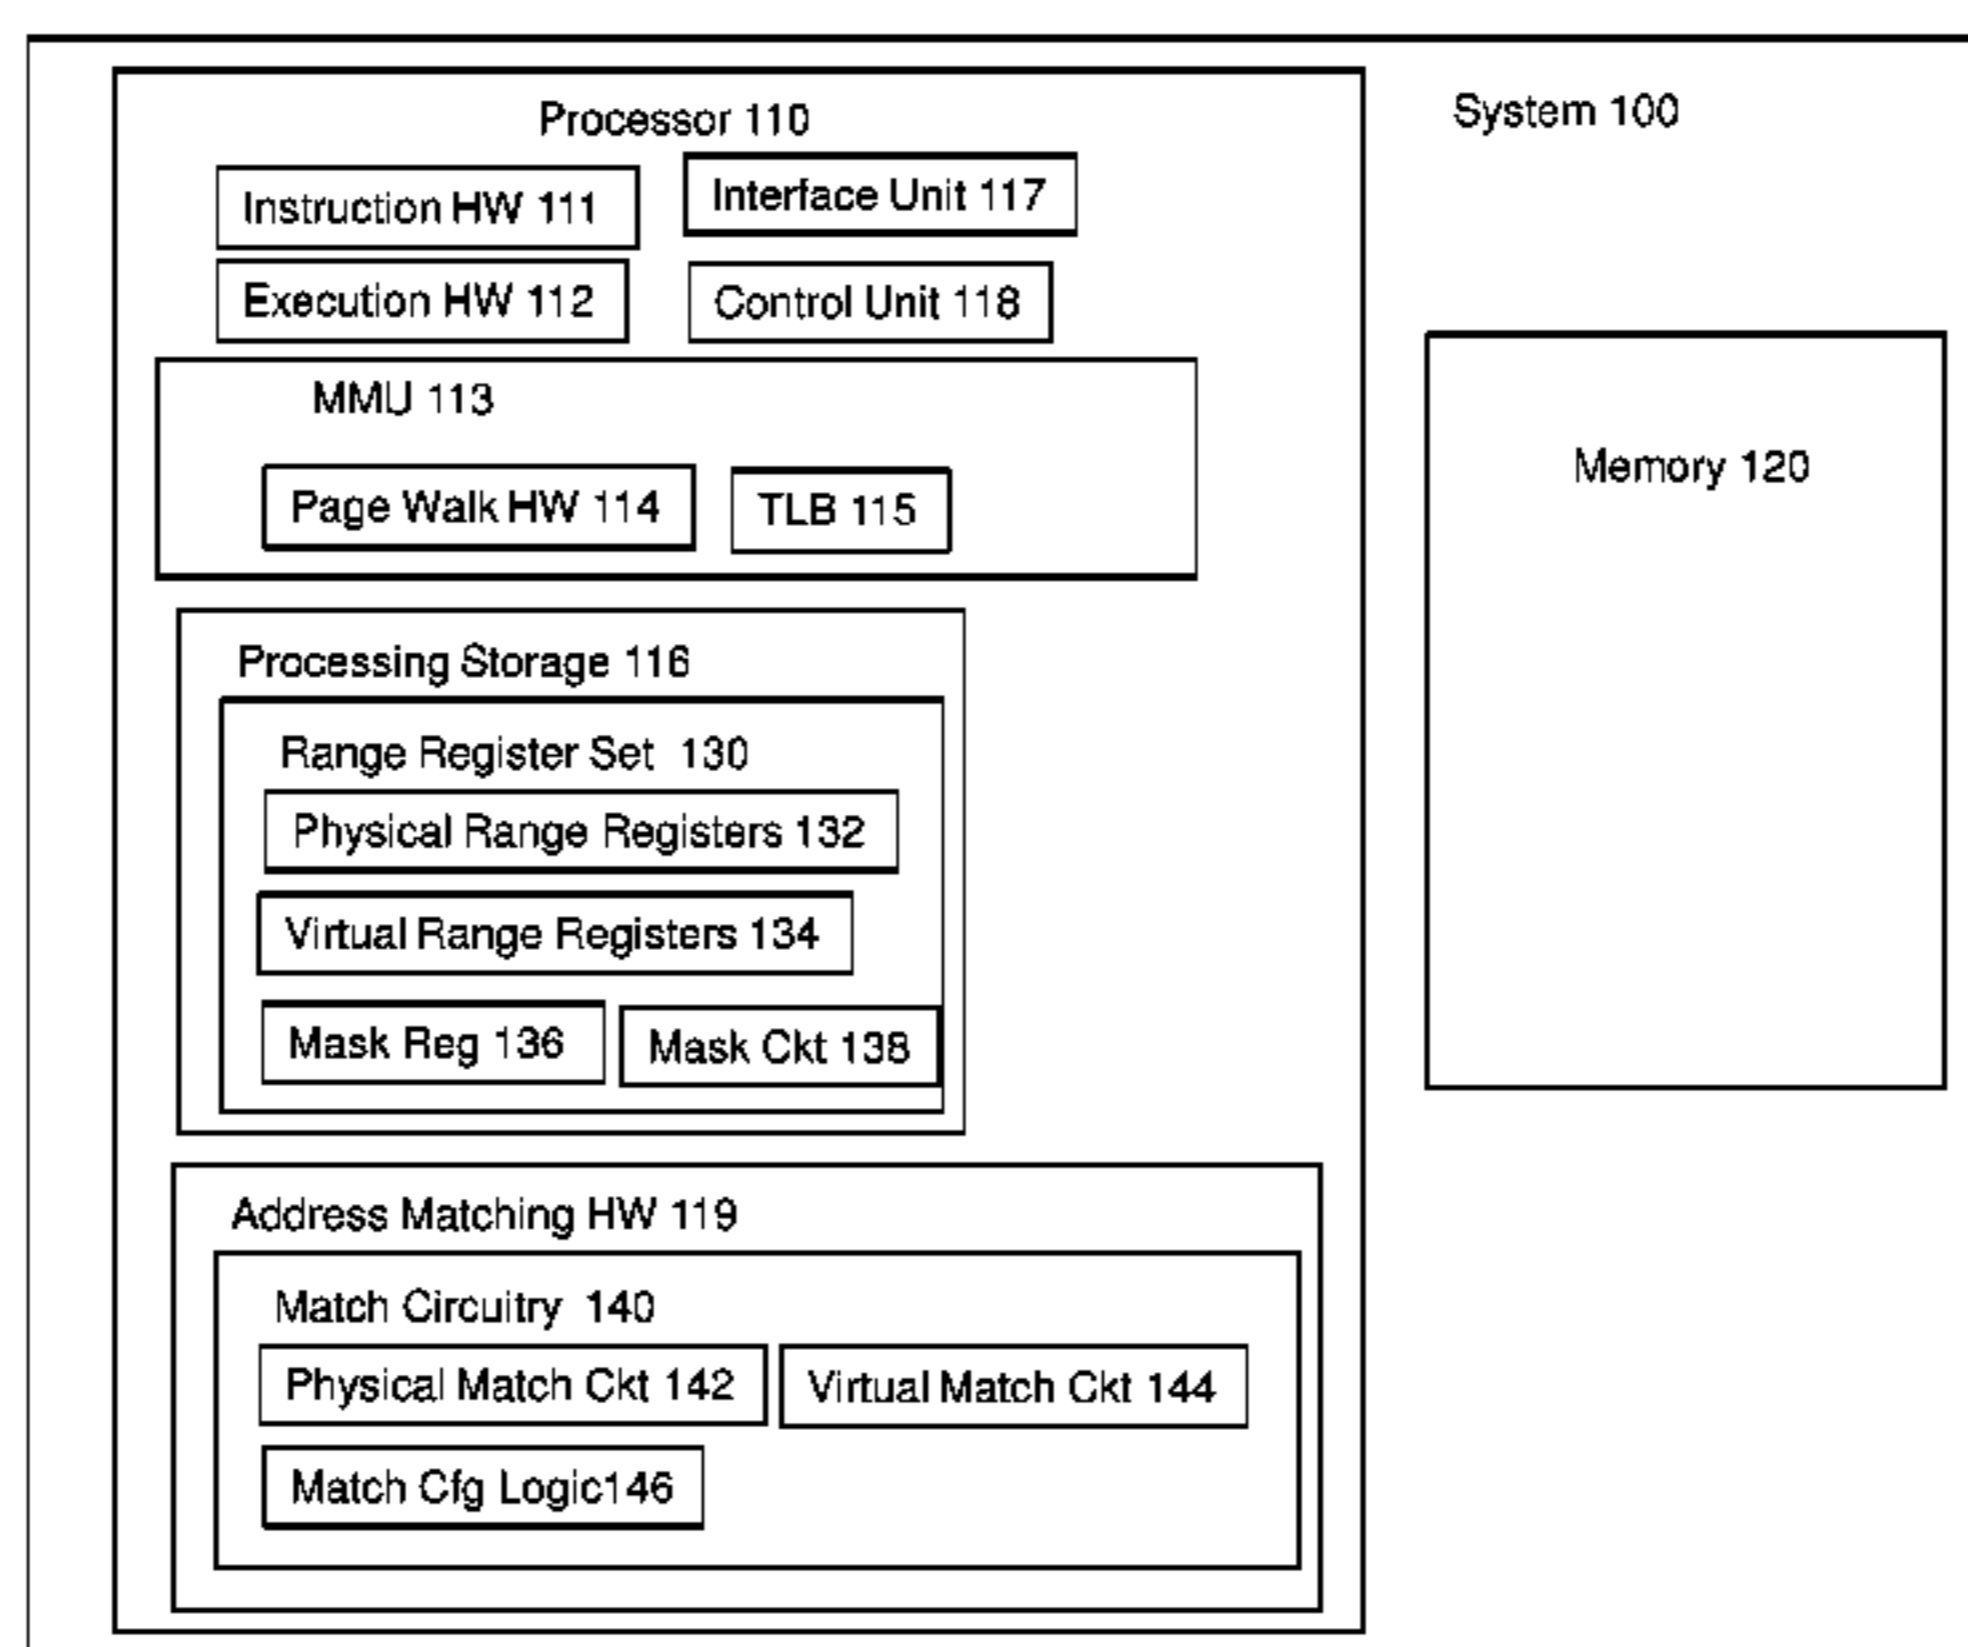 Processor 110
System 100
Instruction HW 111
Interface Unit 117
Execution HW 112
Control Unit 118
MMU 113
Page Walk HW 114
TLB 115
Memory 120
Processing Storage 116
Range Register Set 130
Physical Range Registers 132
Virtual Range Registers 134
Mask Reg 136
Mask Ckt 138
Address Matching HW 119
Match Circuitry 140
Physical Match Ckt 142
Virtual Match Ckt 144
Match Cfg Logic146